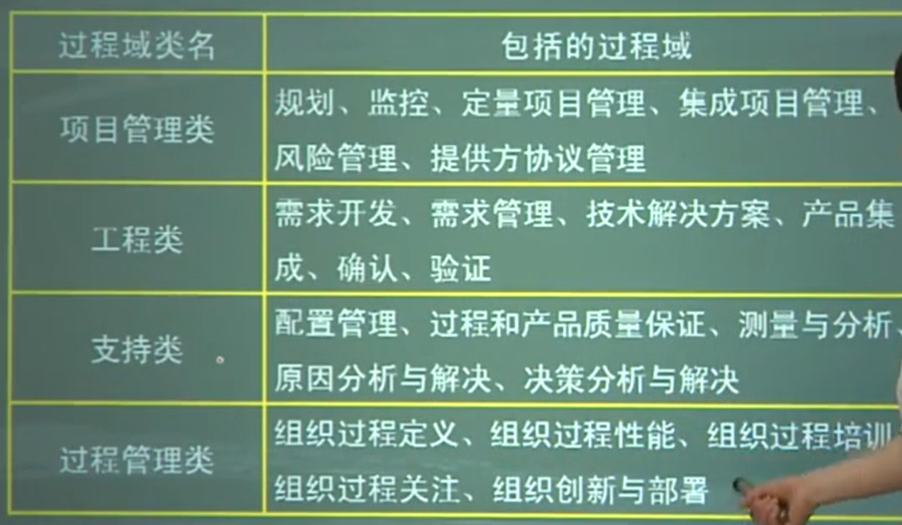 过程域类名
包括的过程域
项目管理类
规划、监控、定量项目管理、集成项目管理、
风险管理、提供方协议管理
工程类
需求开发、需求管理、技术解决方案、产品集
成、确认、验证
支持类
配置管理、过程和产品质量保证、测量与分析、
原因分析与解决、决策分析与解决
过程管理类
组织过程定义、组织过程性能、组织过程培训
组织过程关注、组织创新与部署